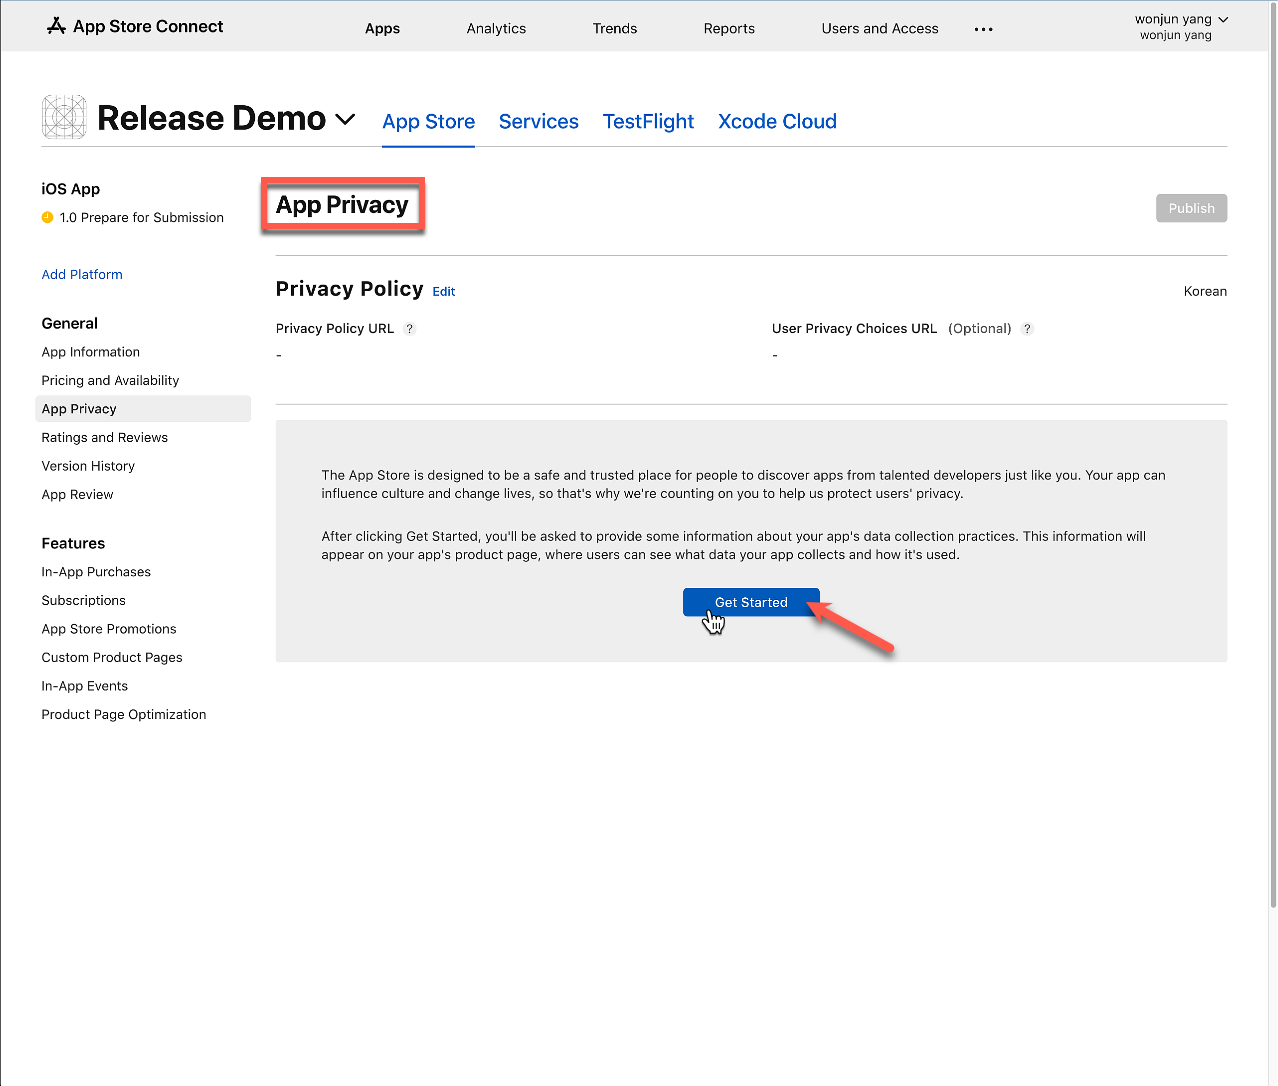 App Store Connect
Apps
Analytics
Trends
Reports
Users and Access
wonjun yang
wonjun yang
Release Demo
App Store
Services
TestFlight
Xcode Cloud
iOS App
1.0 Prepare for Submission
Add Platform
General
App Information
Pricing and Availability
App Privacy
Ratings and Reviews
Version History
App Review
Features
In-App Purchases
Subscriptions
App Store Promotions
Custom Product Pages
In-App Events
Product Page Optimization
App Privacy
Publish
Privacy Policy Edit
Korean
Privacy Policy URL ?
-
User Privacy Choices URL (Optional) ?
-
The App Store is designed to be a safe and trusted place for people to discover apps from talented developers just like you. Your app can
influence culture and change lives, so that's why we're counting on you to help us protect users' privacy.
After clicking Get Started, you'll be asked to provide some information about your app's data collection practices. This information will
appear on your app's product page, where users can see what data your app collects and how it's used.
Get Started